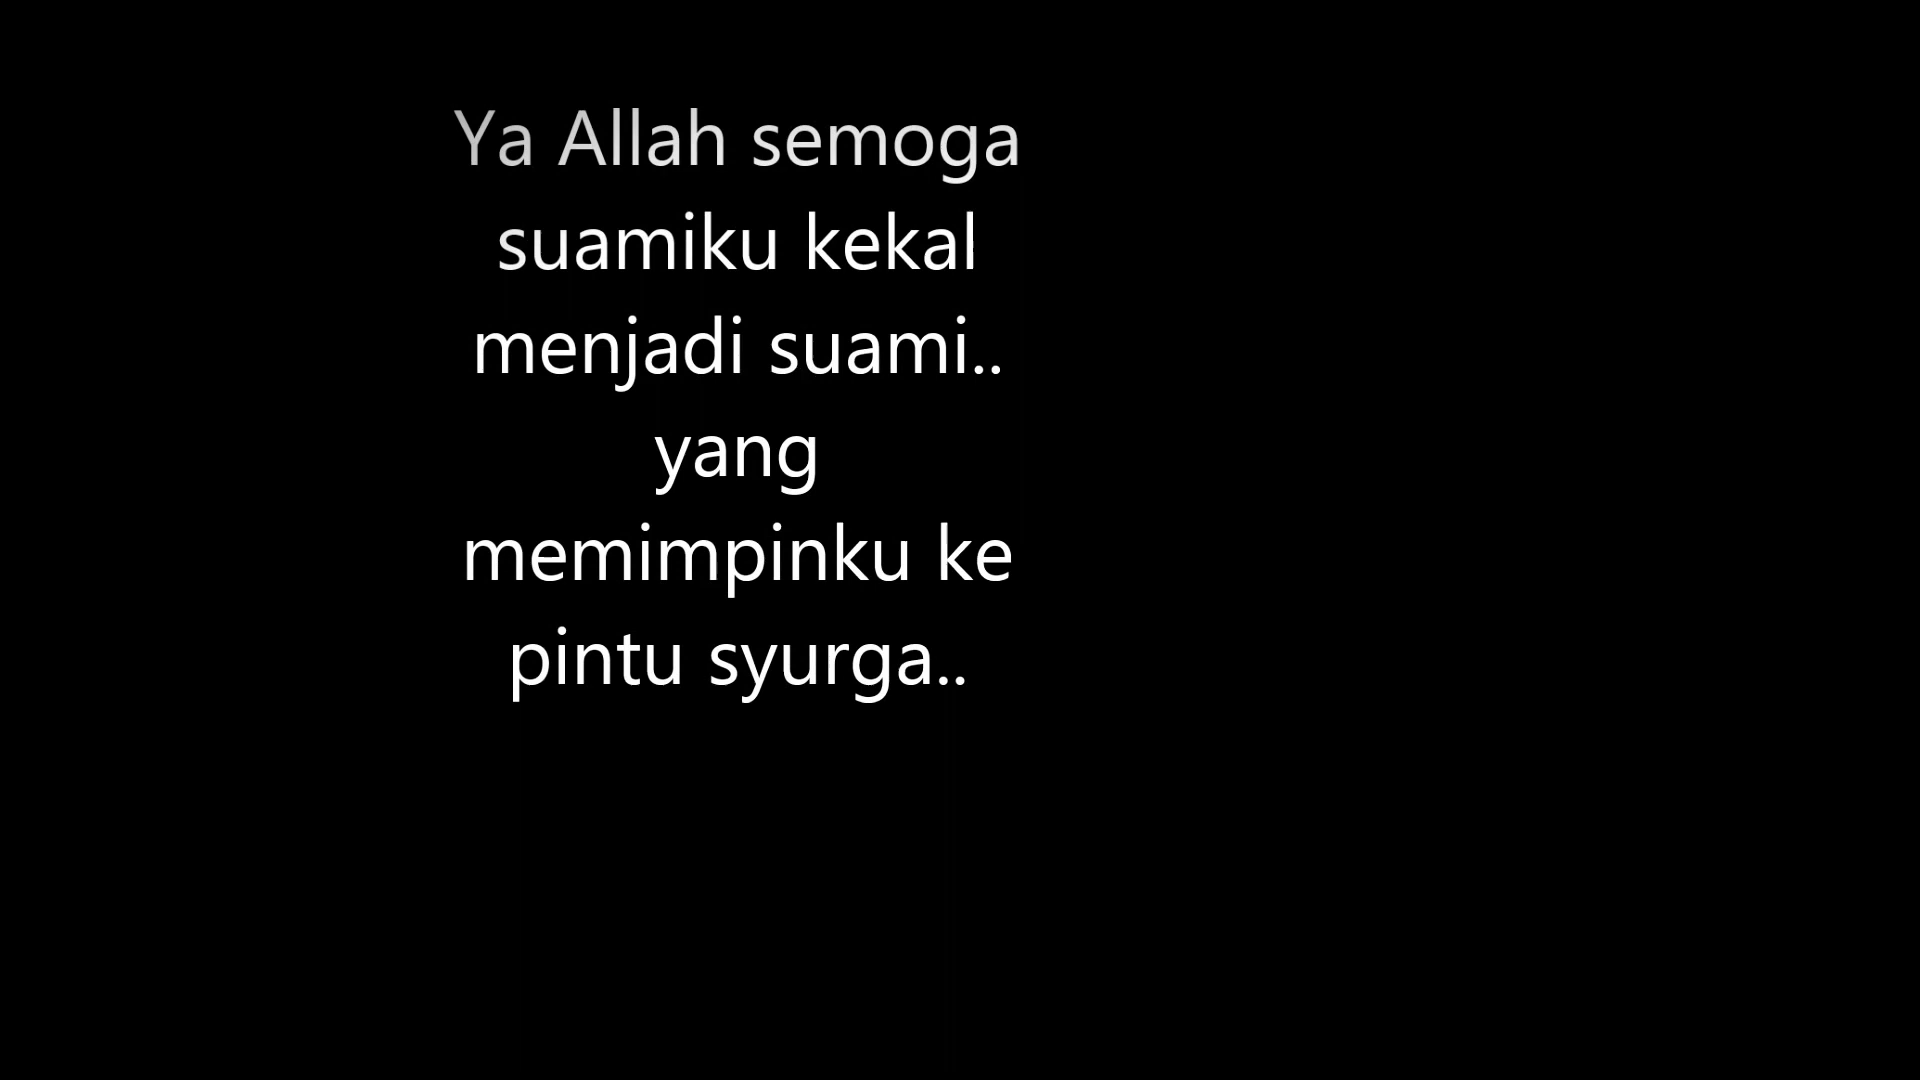 Ya Allah semoga
suamiku kekal
menjadi suami..
yang
memimpinku ke
pintu syurga..